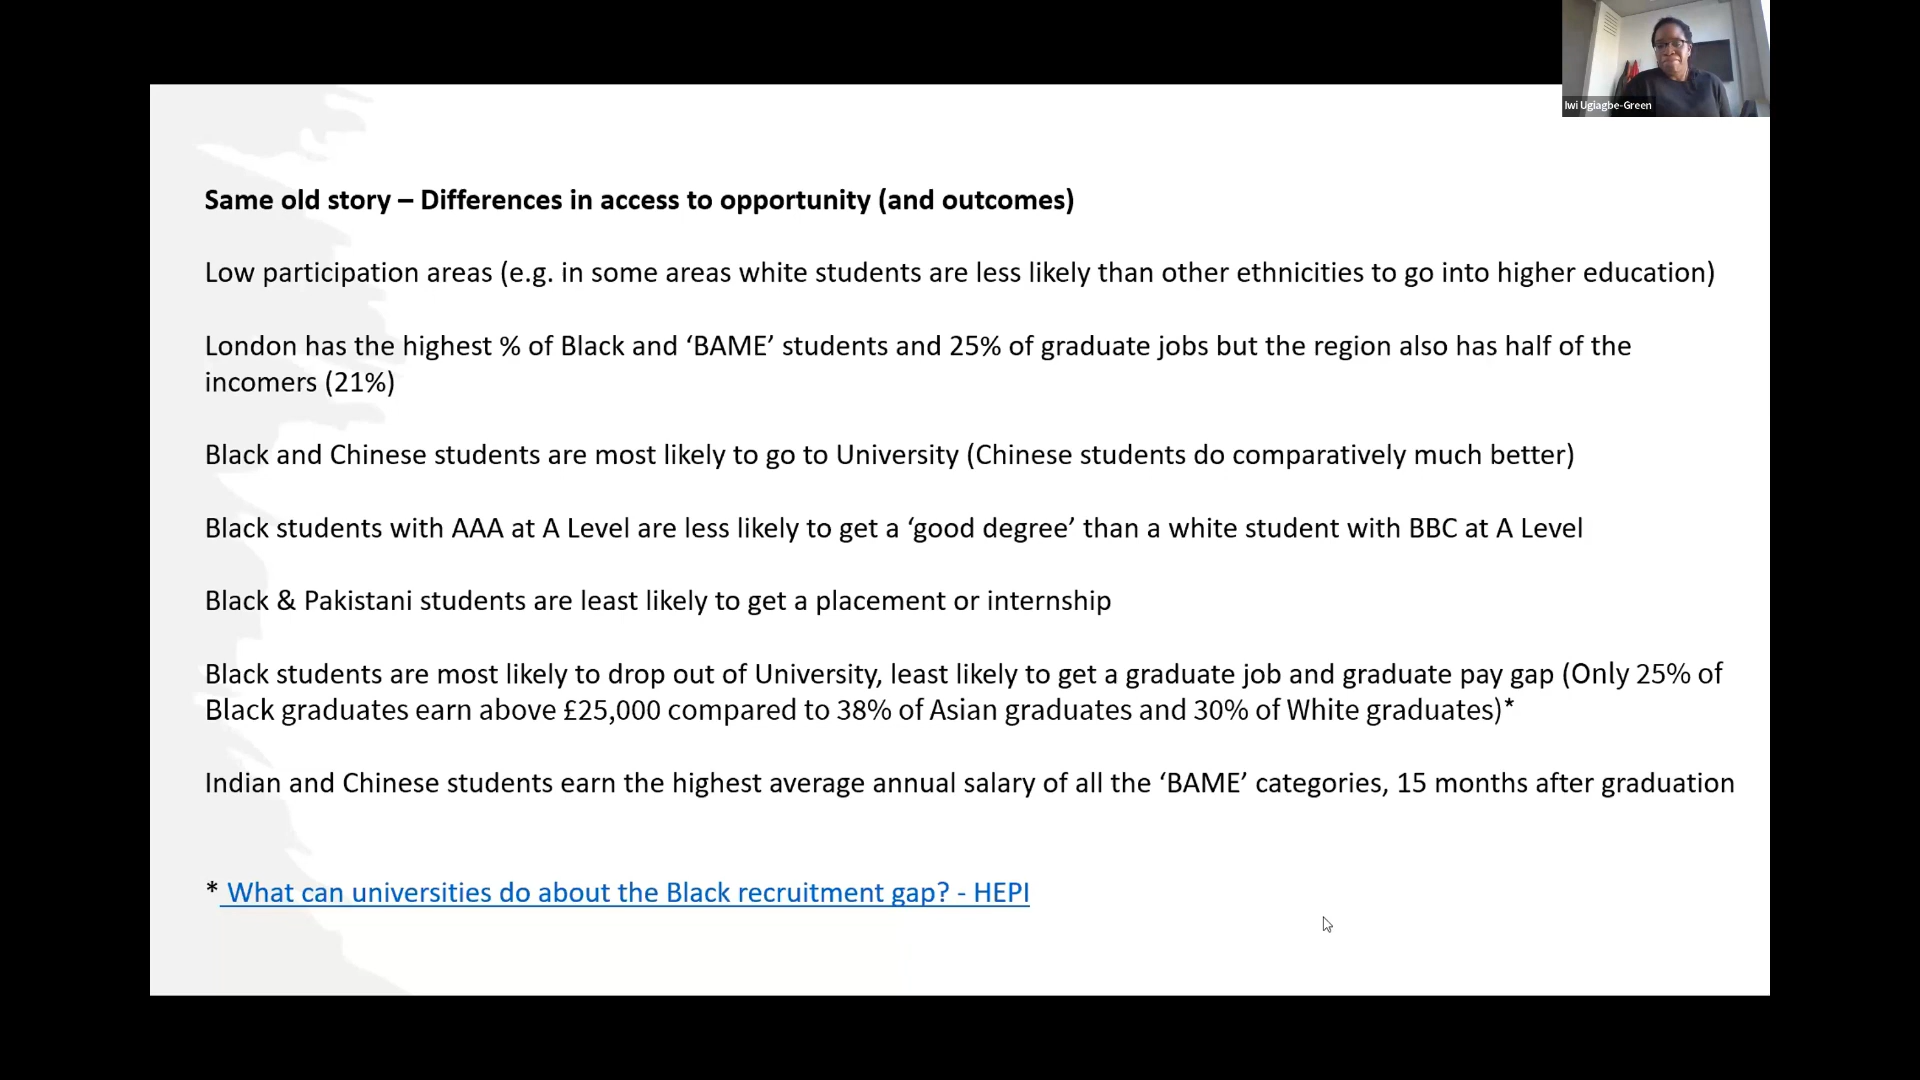 Iwi Ugiagbe-Green
Same old story – Differences in access to opportunity (and outcomes)
Low participation areas (e.g. in some areas white students are less likely than other ethnicities to go into higher education)
London has the highest % of Black and ‘BAME’ students and 25% of graduate jobs but the region also has half of the
incomers (21%)
Black and Chinese students are most likely to go to University (Chinese students do comparatively much better)
Black students with AAA at A Level are less likely to get a ‘good degree’ than a white student with BBC at A Level
Black & Pakistani students are least likely to get a placement or internship
Black students are most likely to drop out of University, least likely to get a graduate job and graduate pay gap (Only 25% of
Black graduates earn above £25,000 compared to 38% of Asian graduates and 30% of White graduates)*
Indian and Chinese students earn the highest average annual salary of all the ‘BAME’ categories, 15 months after graduation
* What can universities do about the Black recruitment gap? - HEPI